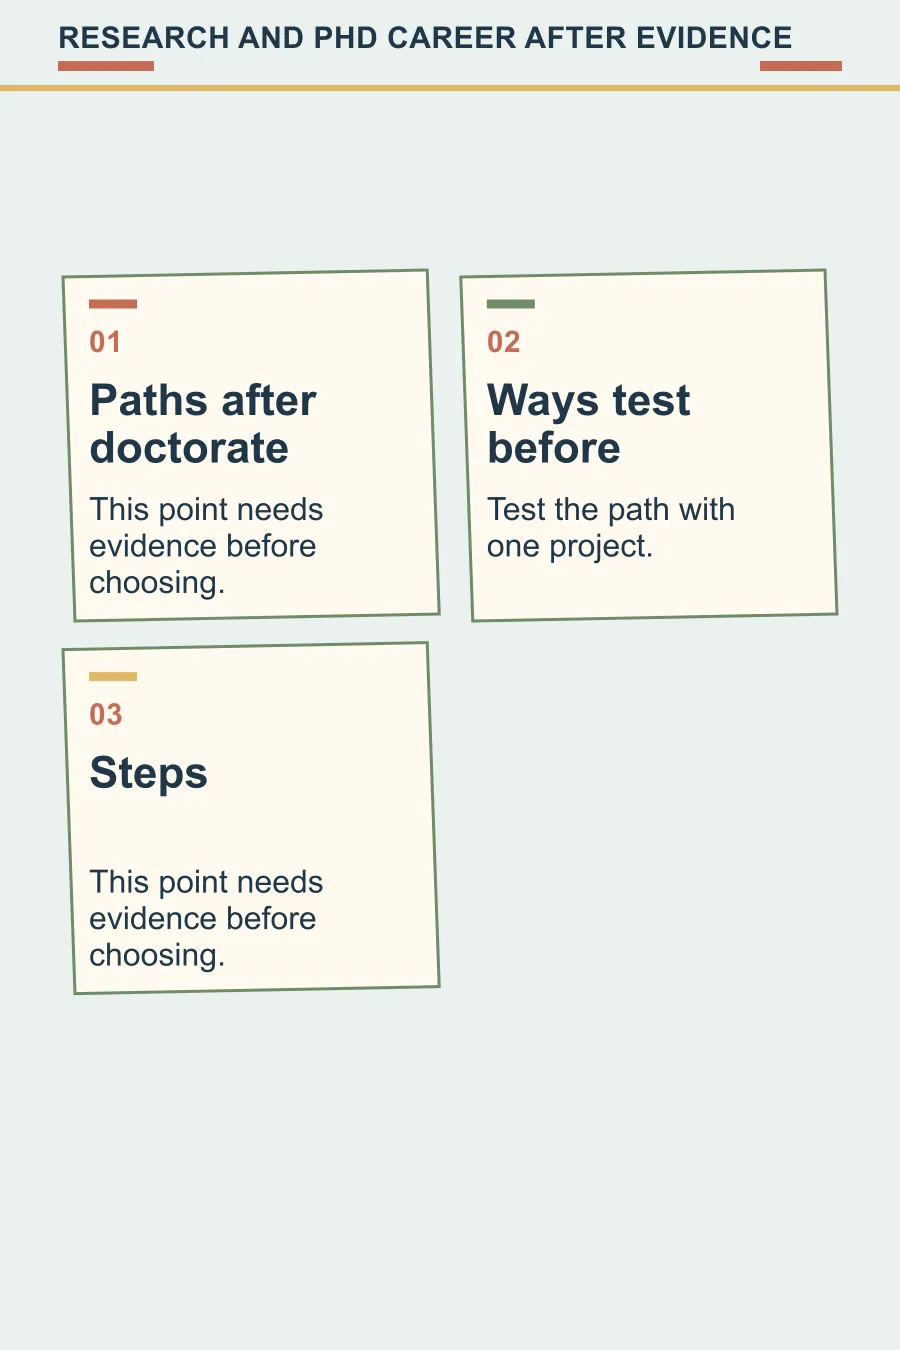 RESEARCH AND PHD CAREER AFTER EVIDENCE
01
Paths after
doctorate
This point needs
evidence before
choosing.
02
Ways test
before
Test the path with
one project.
03
Steps
This point needs
evidence before
choosing.